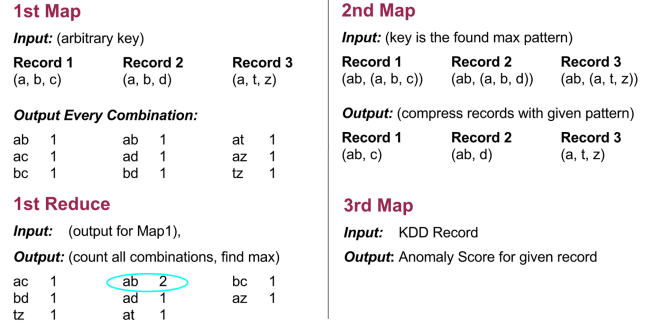 1st Map
Input: (arbitrary key)
Record 1 Record 2 Record 3
(a, b, c) (a, b, d) (a, t, z)
Output Every Combination:
ab 1 ab 1 at 1
ac 1 ad 1 az 1
bc 1 bd 1 tz 1
1st Reduce
Input: (output for Map1),
Output: (count all combinations, find max)
ac 1 ab 2 bc 1
bd 1 ad 1 az 1
tz 1 at 1
2nd Map
Input: (key is the found max pattern)
Record 1 Record 2 Record 3
(ab, (a, b, c)) (ab, (a, b, d)) (ab, (a, t, z))
Output: (compress records with given pattern)
Record 1 Record 2 Record 3
(ab, c) (ab, d) (a, t, z)
3rd Map
Input: KDD Record
Output: Anomaly Score for given record